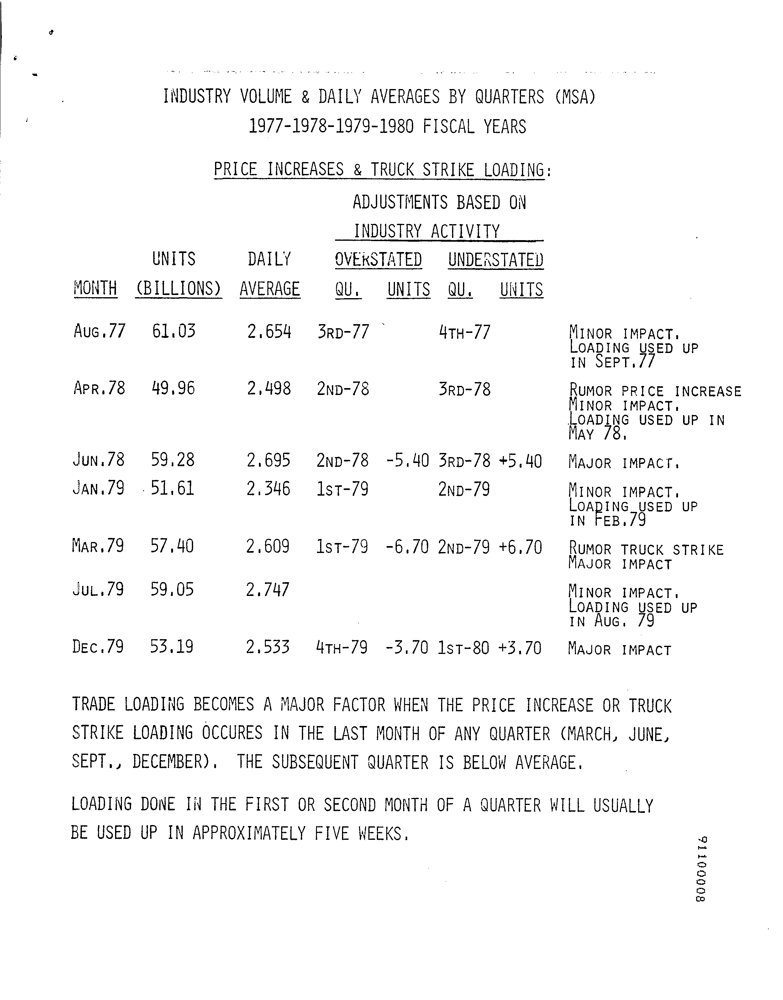 INDUSTRY VOLUME & DAILY AVERAGES BY QUARTERS (MSA)
1977-1978-1979-1980 FISCAL YEARS
PRICE INCREASES & TRUCK STRIKE LOADING:
ADJUSTMENTS BASED ON
INDUSTRY ACTIVITY
UNITS DAILY OVERSTATED UNDERSTATED
MONTH (BILLIONS) AVERAGE QU. UNITS QU. UNITS
AUG.77 61.03 2.654 3RD-77 4TH-77 MINOR IMPACT.
LOADING USED UP
IN SEPT.77
APR.78 49.96 2.498 2ND-78 3RD-78 RUMOR PRICE INCREASE
MINOR IMPACT.
LOADING USED UP IN
MAY 78.
JUN.78 59.28 2.695 2ND-78 -5.40 3RD-78 +5.40 MAJOR IMPACT.
JAN.79 51.61 2.346 1ST-79 2ND-79 MINOR IMPACT.
LOADING USED UP
IN FEB.79
MAR.79 57.40 2.609 1ST-79 -6.70 2ND-79 +6.70 RUMOR TRUCK STRIKE
MAJOR IMPACT
JUL.79 59.05 2.747 MINOR IMPACT.
LOADING USED UP
IN AUG. 79
DEC.79 53.19 2.533 4TH-79 -3.70 1ST-80 +3.70 MAJOR IMPACT
TRADE LOADING BECOMES A MAJOR FACTOR WHEN THE PRICE INCREASE OR TRUCK
STRIKE LOADING OCCURES IN THE LAST MONTH OF ANY QUARTER (MARCH, JUNE,
SEPT., DECEMBER). THE SUBSEQUENT QUARTER IS BELOW AVERAGE.
LOADING DONE IN THE FIRST OR SECOND MONTH OF A QUARTER WILL USUALLY
BE USED UP IN APPROXIMATELY FIVE WEEKS.
91100008